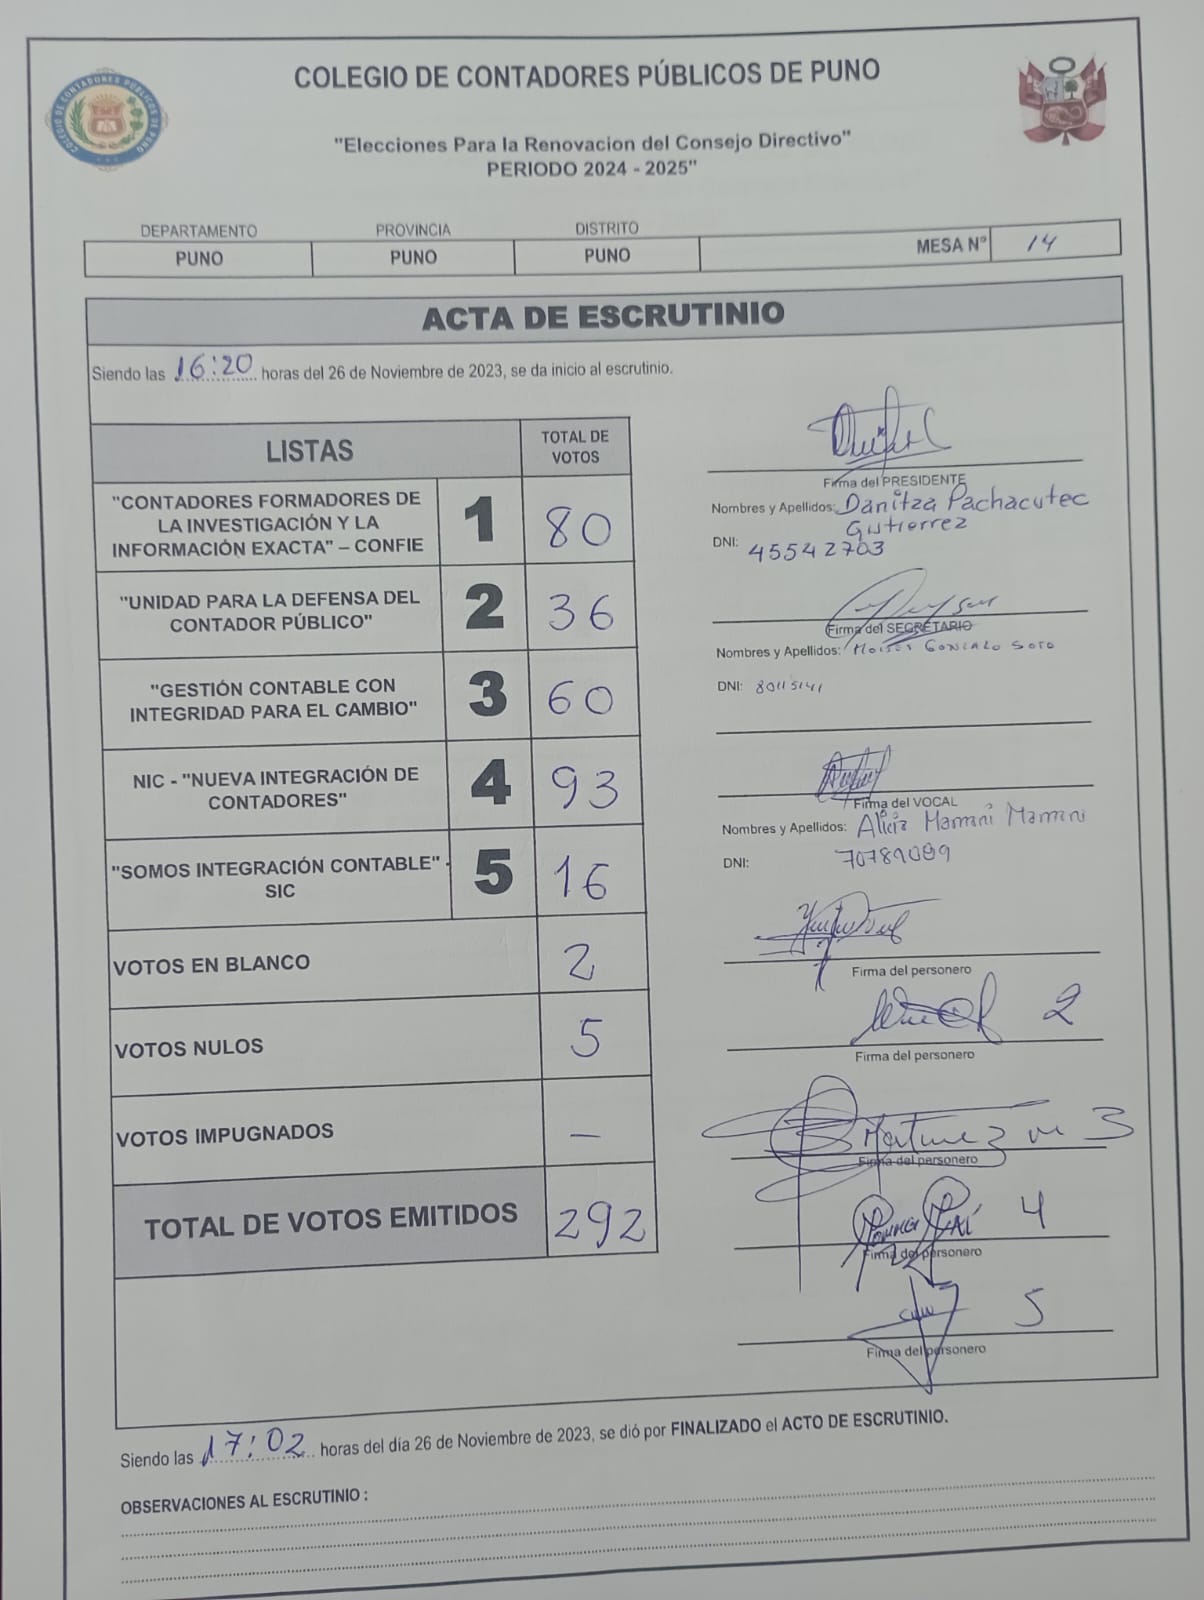 COLEGIO DE CONTADORES PÚBLICOS DE PUNO
"Elecciones Para la Renovacion del Consejo Directivo"
PERIODO 2024 - 2025"
DEPARTAMENTO PROVINCIA DISTRITO
PUNO PUNO PUNO MESA N° 14
ACTA DE ESCRUTINIO
Siendo las 16:20 horas del 26 de Noviembre de 2023, se da inicio al escrutinio.
LISTAS TOTAL DE
VOTOS
"CONTADORES FORMADORES DE
LA INVESTIGACIÓN Y LA
INFORMACIÓN EXACTA" – CONFIE 1 80
"UNIDAD PARA LA DEFENSA DEL
CONTADOR PÚBLICO" 2 36
"GESTIÓN CONTABLE CON
INTEGRIDAD PARA EL CAMBIO" 3 60
NIC - "NUEVA INTEGRACIÓN DE
CONTADORES" 4 93
"SOMOS INTEGRACIÓN CONTABLE" -
SIC 5 16
VOTOS EN BLANCO 2
VOTOS NULOS 5
VOTOS IMPUGNADOS —
TOTAL DE VOTOS EMITIDOS 292
Firma del PRESIDENTE
Nombres y Apellidos: Danitza Pachacutec
Gutierrez
DNI: 45542703
Firma del SECRETARIO
Nombres y Apellidos: Moises Gonzalo Soto
DNI: 80115141
Firma del VOCAL
Nombres y Apellidos: Alicia Mamani Mamani
DNI: 70789099
Firma del personero
2
Firma del personero
3
Firma del personero
4
Firma del personero
5
Firma del personero
Siendo las 17:02 horas del día 26 de Noviembre de 2023, se dió por FINALIZADO el ACTO DE ESCRUTINIO.
OBSERVACIONES AL ESCRUTINIO :